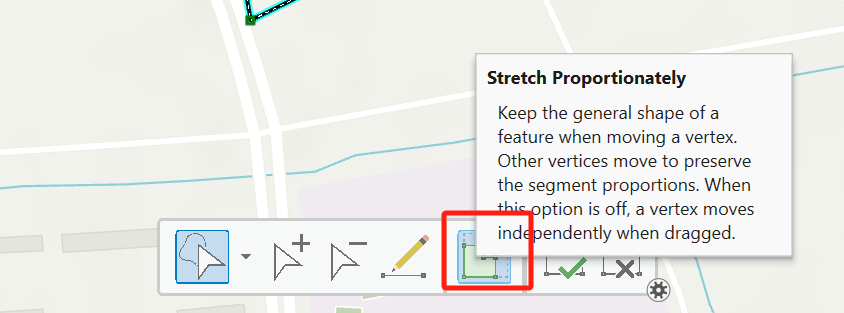 Stretch Proportionately
Keep the general shape of a
feature when moving a vertex.
Other vertices move to preserve
the segment proportions. When
this option is off, a vertex moves
independently when dragged.